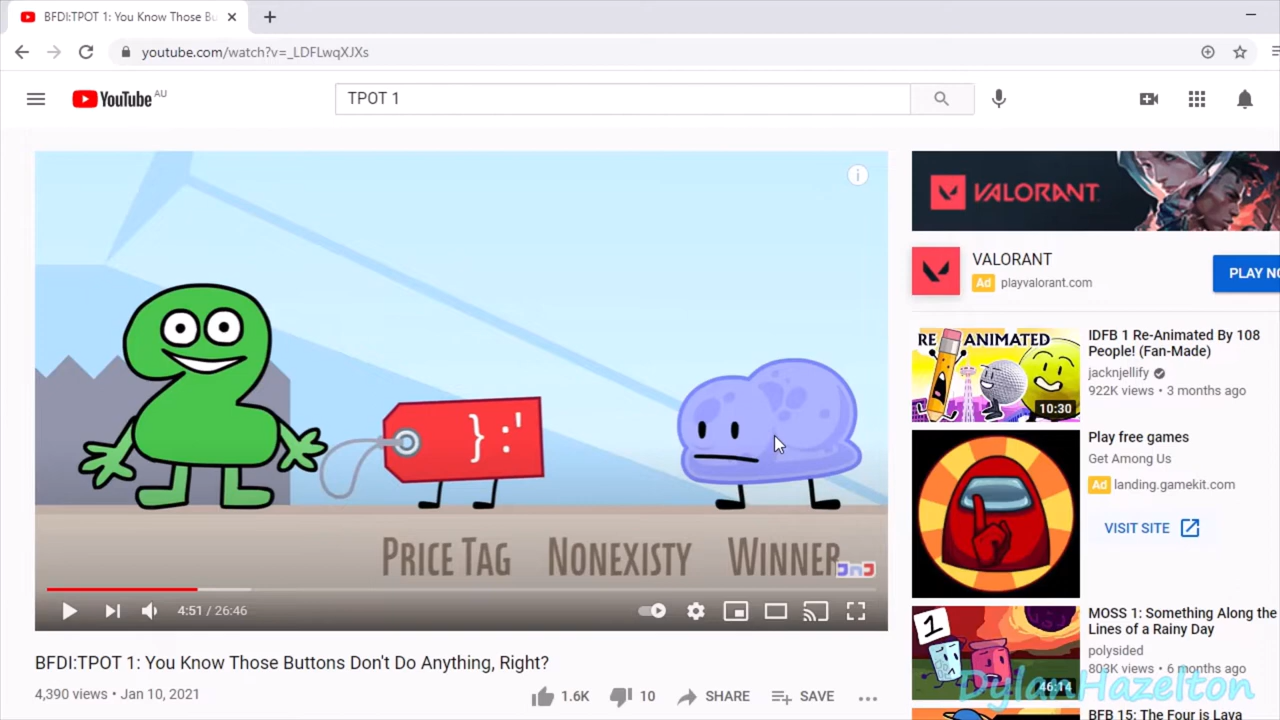 BFDI:TPOT 1: You Know Those Bu
youtube.com/watch?v=_LDFLwqXJXs
YouTube AU
TPOT 1
i
} :'
PRICE TAG NONEXISTY WINNER
4:51 / 26:46
BFDI:TPOT 1: You Know Those Buttons Don't Do Anything, Right?
4,390 views • Jan 10, 2021
1.6K 10 SHARE SAVE
VALORANT
VALORANT
Ad playvalorant.com
PLAY NO
RE ANIMATED
10:30
IDFB 1 Re-Animated By 108
People! (Fan-Made)
jacknjellify
922K views • 3 months ago
Play free games
Get Among Us
Ad landing.gamekit.com
VISIT SITE
1
46:14
MOSS 1: Something Along the
Lines of a Rainy Day
polysided
803K views • 6 months ago
BFB 15: The Four is Lava
DylanHazelton